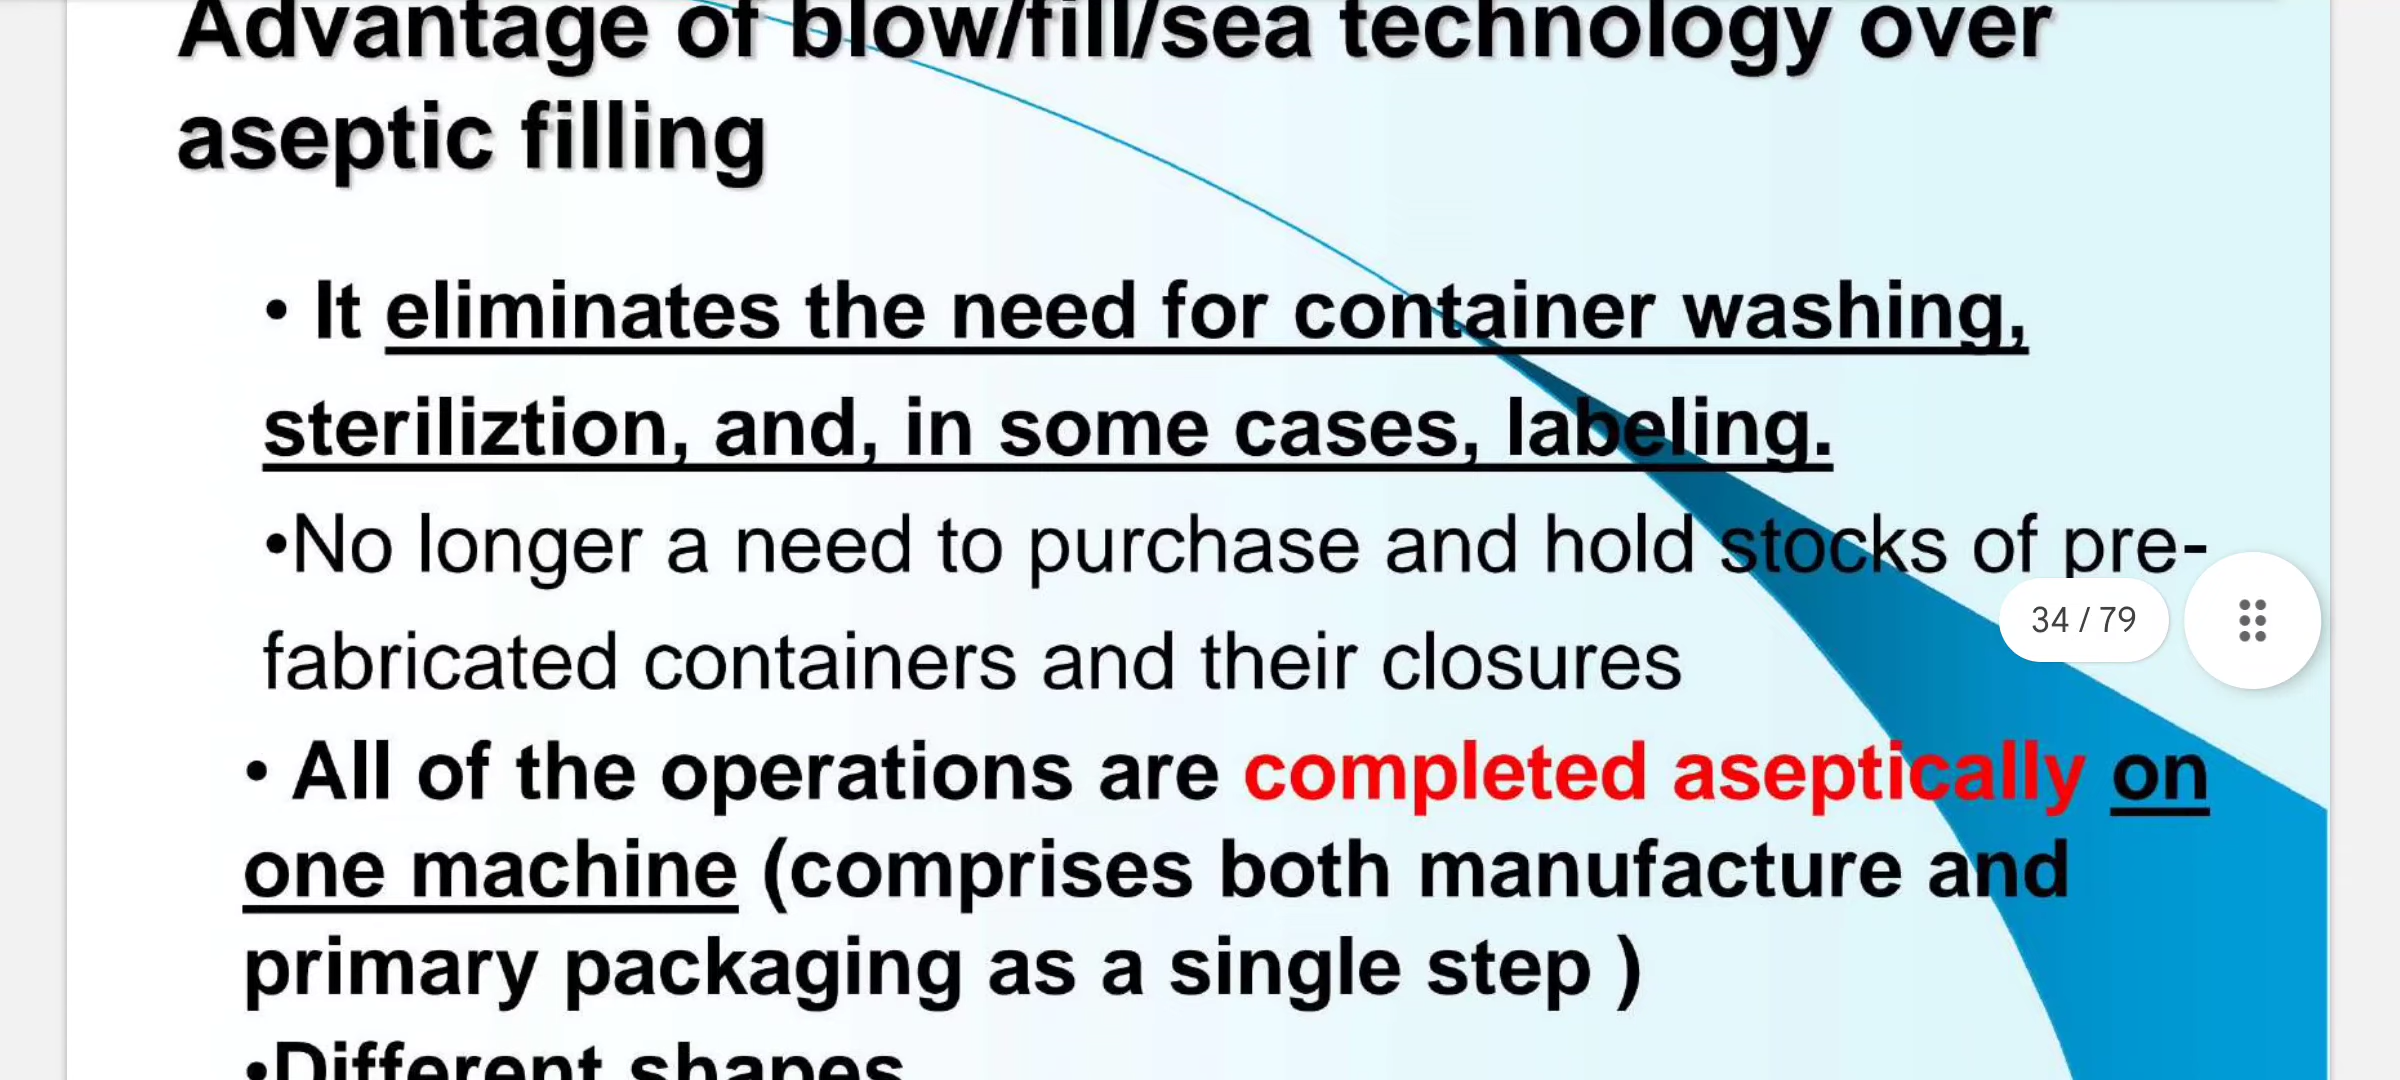 Advantage of blow/fill/sea technology over
aseptic filling
• It eliminates the need for container washing,
steriliztion, and, in some cases, labeling.
•No longer a need to purchase and hold stocks of pre-
34 / 79
fabricated containers and their closures
• All of the operations are completed aseptically on
one machine (comprises both manufacture and
primary packaging as a single step )
•Different shapes